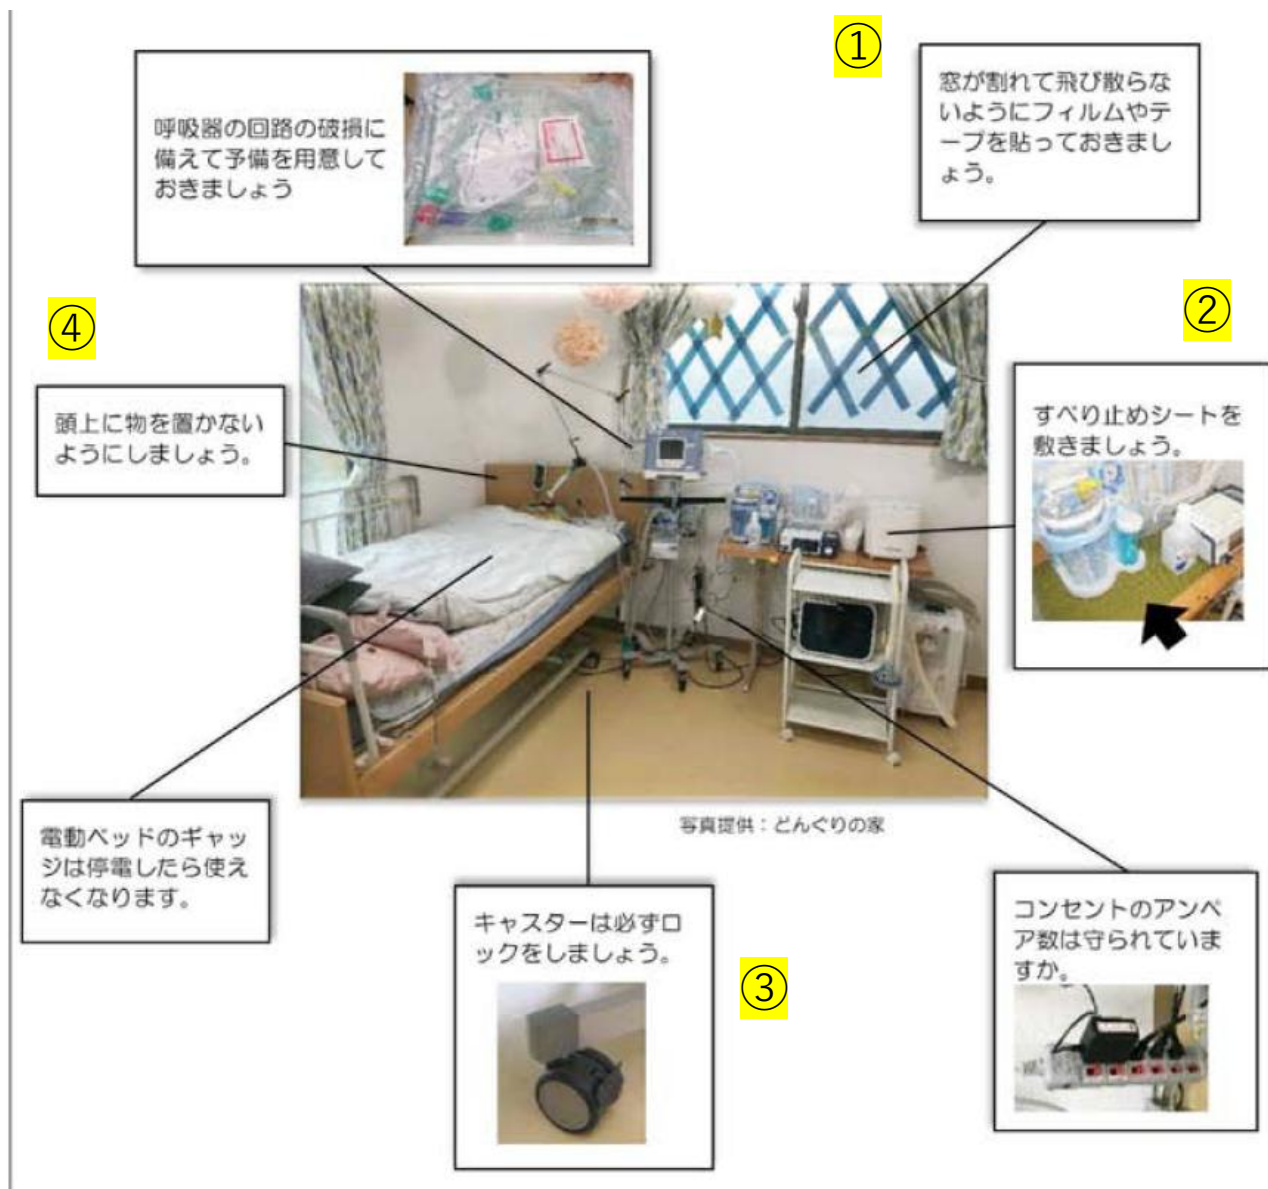 ①
呼吸器の回路の破損に
備えて予備を用意して
おきましょう
窓が割れて飛び散らな
いようにフィルムやテ
ープを貼っておきまし
ょう。
②
④
頭上に物を置かない
ようにしましょう。
すべり止めシートを
敷きましょう。
写真提供：どんぐりの家
電動ベッドのギャッ
ジは停電したら使え
なくなります。
キャスターは必ずロ
ックをしましょう。
③
コンセントのアンペ
ア数は守られていま
すか。